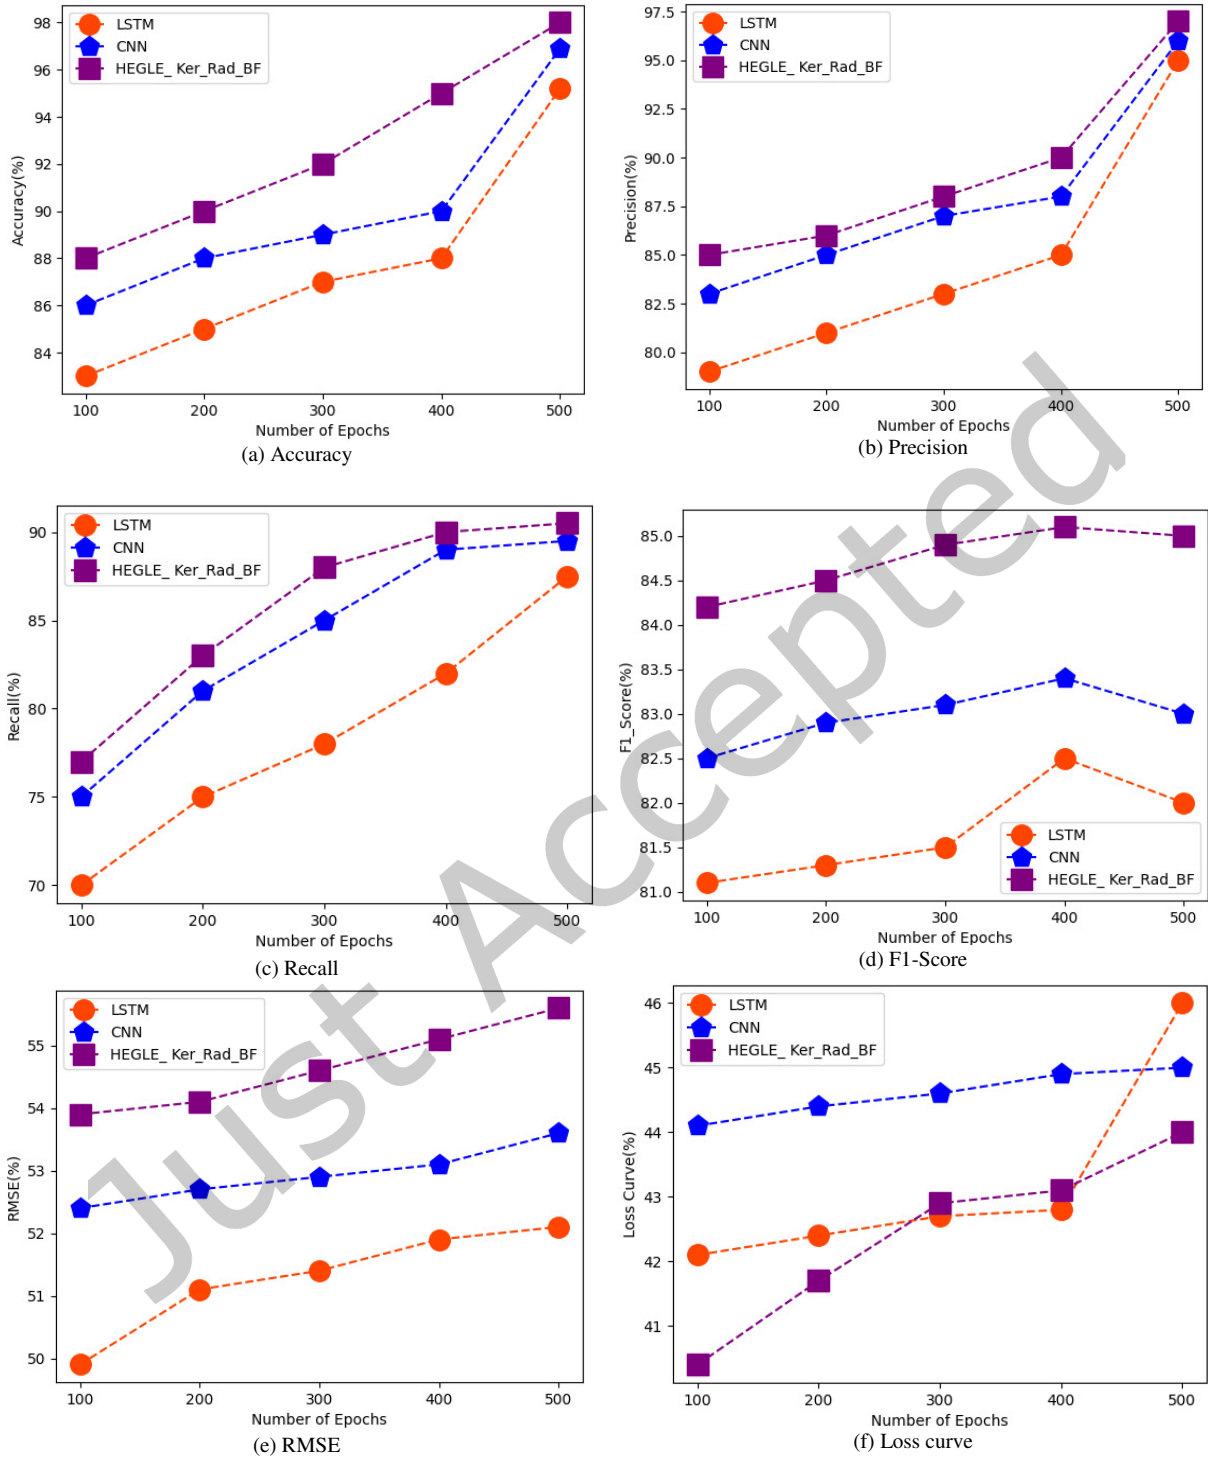 LSTM
CNN
HEGLE_ Ker_Rad_BF
Accuracy(%)
98
96
94
92
90
88
86
84
100 200 300 400 500
Number of Epochs
(a) Accuracy
LSTM
CNN
HEGLE_ Ker_Rad_BF
Precision(%)
97.5
95.0
92.5
90.0
87.5
85.0
82.5
80.0
100 200 300 400 500
Number of Epochs
(b) Precision
LSTM
CNN
HEGLE_ Ker_Rad_BF
Recall(%)
90
85
80
75
70
100 200 300 400 500
Number of Epochs
(c) Recall
F1_Score(%)
85.0
84.5
84.0
83.5
83.0
82.5
82.0
81.5
81.0
LSTM
CNN
HEGLE_ Ker_Rad_BF
100 200 300 400 500
Number of Epochs
(d) F1-Score
LSTM
CNN
HEGLE_ Ker_Rad_BF
RMSE(%)
55
54
53
52
51
50
100 200 300 400 500
Number of Epochs
(e) RMSE
LSTM
CNN
HEGLE_ Ker_Rad_BF
Loss Curve(%)
46
45
44
43
42
41
100 200 300 400 500
Number of Epochs
(f) Loss curve
Just Accepted